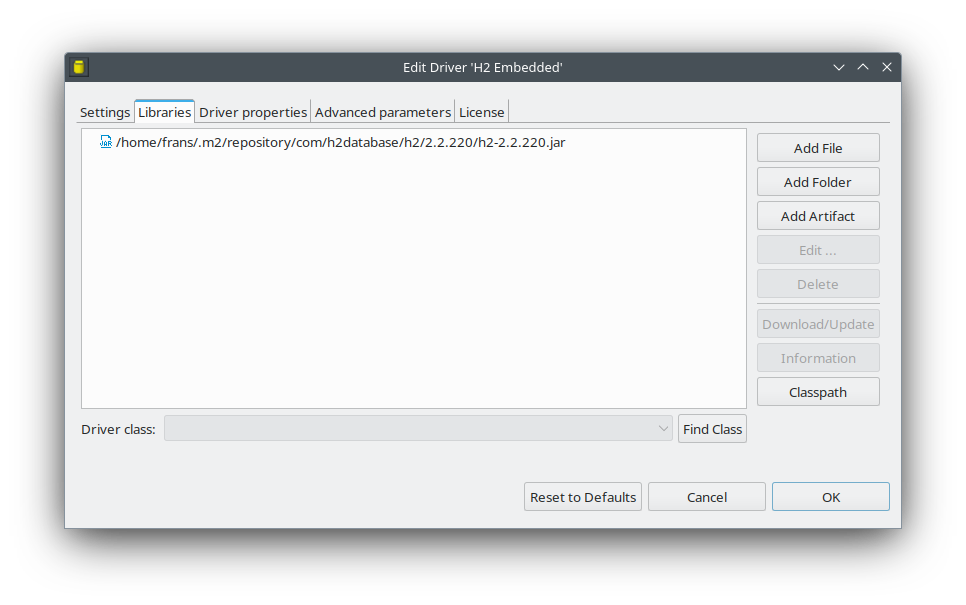 Edit Driver 'H2 Embedded'
Settings Libraries Driver properties Advanced parameters License
JAR /home/frans/.m2/repository/com/h2database/h2/2.2.220/h2-2.2.220.jar
Add File
Add Folder
Add Artifact
Edit ...
Delete
Download/Update
Information
Classpath
Driver class: Find Class
Reset to Defaults Cancel OK